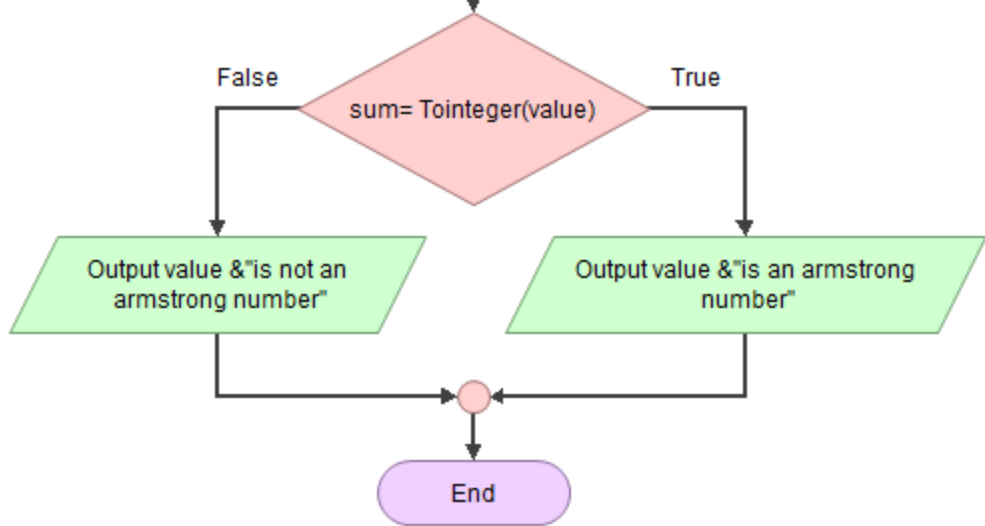 False
True
sum= Tointeger(value)
Output value &"is not an
armstrong number"
Output value &"is an armstrong
number"
End